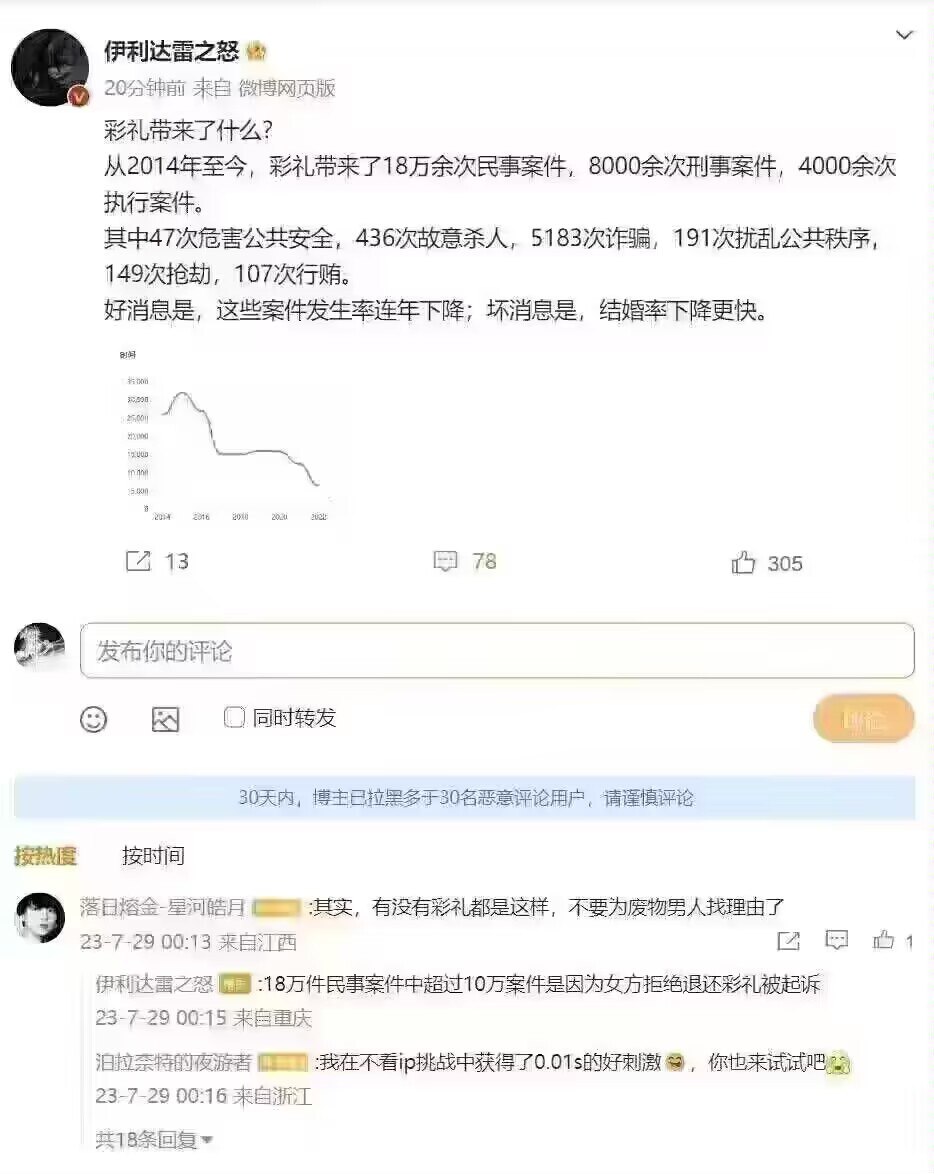 伊利达雷之怒
20分钟前 来自 微博网页版
彩礼带来了什么?
从2014年至今，彩礼带来了18万余次民事案件，8000余次刑事案件，4000余次
执行案件。
其中47次危害公共安全，436次故意杀人，5183次诈骗，191次扰乱公共秩序，
149次抢劫，107次行贿。
好消息是，这些案件发生率连年下降；坏消息是，结婚率下降更快。
时间
35,000
30,000
25,000
20,000
15,000
10,000
5,000
0
2014 2016 2018 2020 2022
13 78 305
发布你的评论
同时转发
30天内，博主已拉黑多于30名恶意评论用户，请谨慎评论
按热度 按时间
落日熔金-星河皓月 :其实，有没有彩礼都是这样，不要为废物男人找理由了
23-7-29 00:13 来自江西 1
伊利达雷之怒 :18万件民事案件中超过10万案件是因为女方拒绝退还彩礼被起诉
23-7-29 00:15 来自重庆
泊拉奈特的夜游者 :我在不看ip挑战中获得了0.01s的好刺激，你也来试试吧
23-7-29 00:16 来自浙江
共18条回复